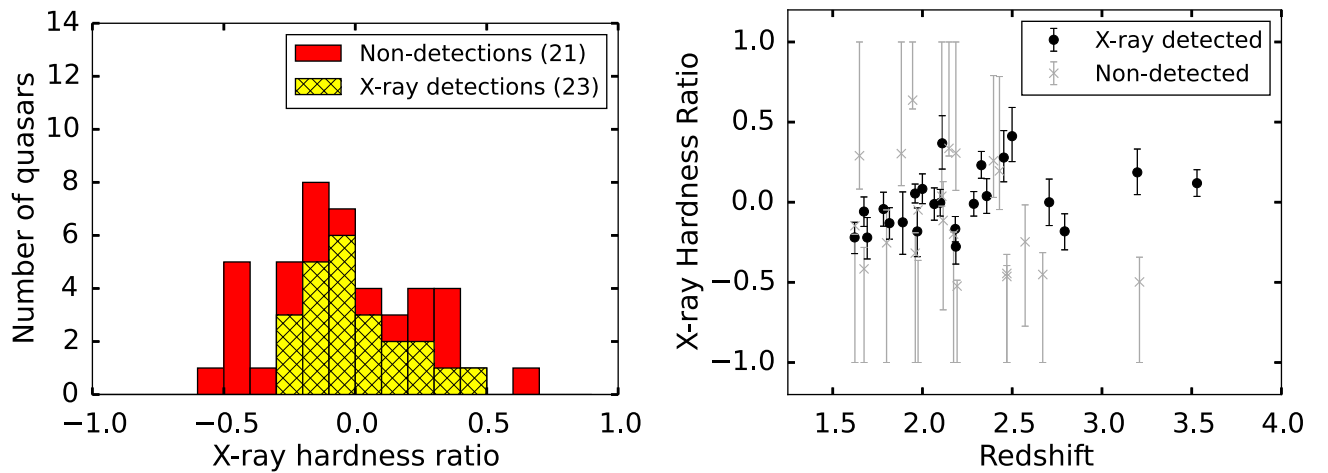 14
12
10
8
6
4
2
0
Number of quasars
Non-detections (21)
X-ray detections (23)
−1.0 −0.5 0.0 0.5 1.0
X-ray hardness ratio
1.0
0.5
0.0
−0.5
−1.0
X-ray Hardness Ratio
X-ray detected
Non-detected
1.5 2.0 2.5 3.0 3.5 4.0
Redshift